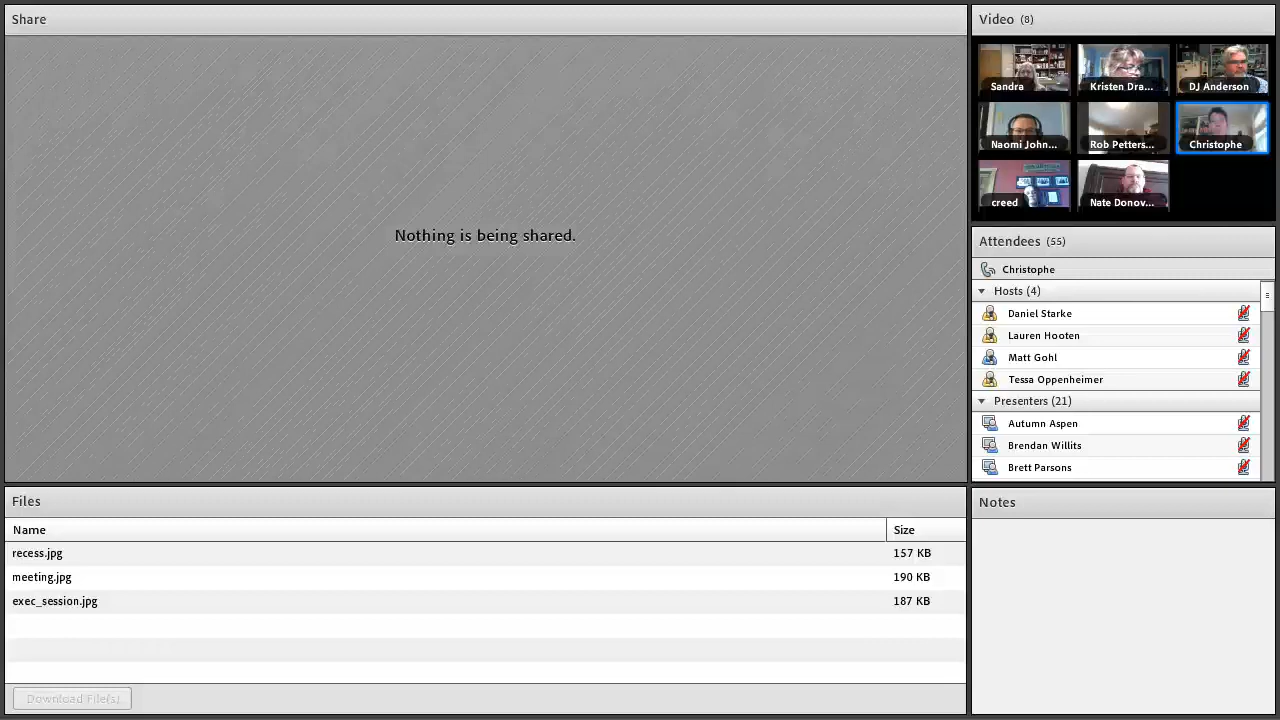 Share
Nothing is being shared.
Files
Name Size
recess.jpg 157 KB
meeting.jpg 190 KB
exec_session.jpg 187 KB
Download File(s)
Video (8)
Sandra Kristen Dra... DJ Anderson
Naomi John... Rob Petters... Christophe
creed Nate Donov...
Attendees (55)
Christophe
Hosts (4)
Daniel Starke
Lauren Hooten
Matt Gohl
Tessa Oppenheimer
Presenters (21)
Autumn Aspen
Brendan Willits
Brett Parsons
Notes